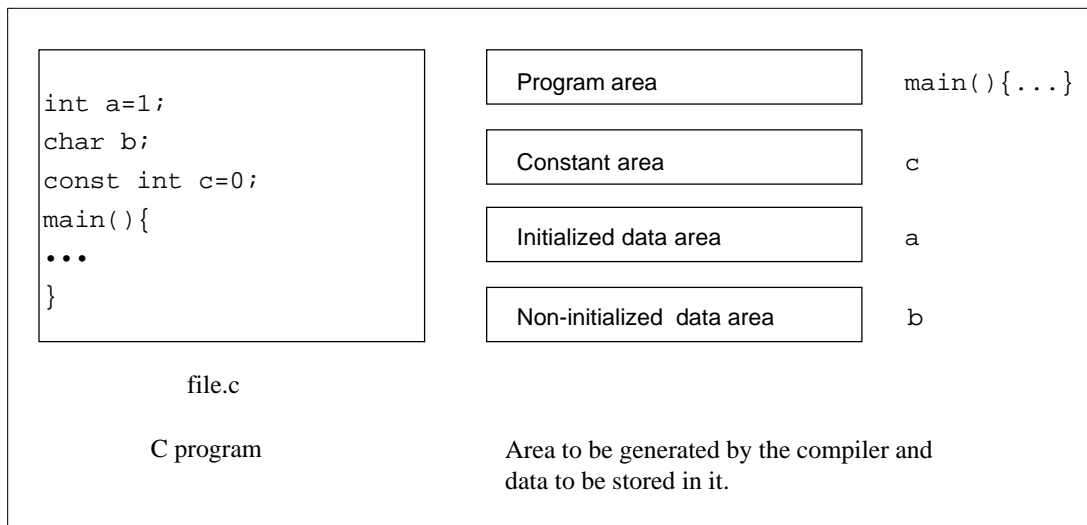 int a=1;
char b;
const int c=0;
main(){
•••
}
file.c
C program
Program area
main(){...}
Constant area
c
Initialized data area
a
Non-initialized data area
b
Area to be generated by the compiler and
data to be stored in it.